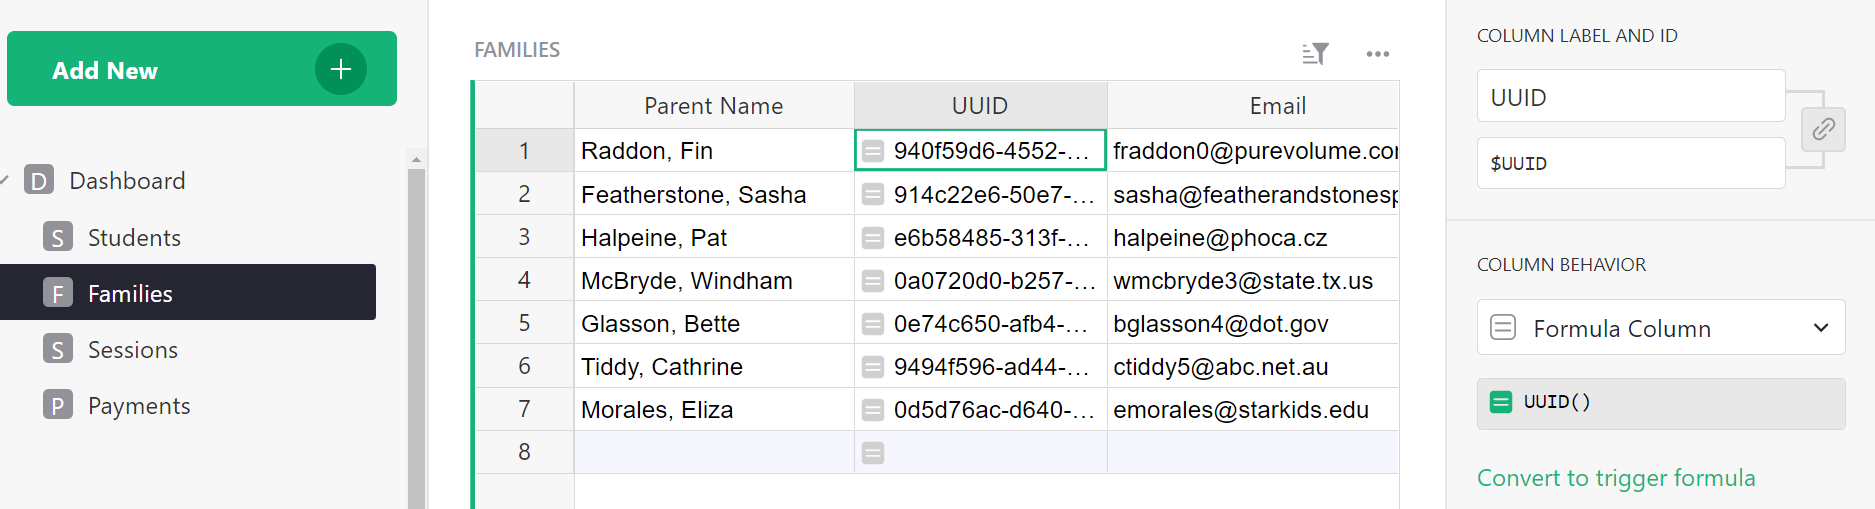 Add New
D Dashboard
S Students
F Families
S Sessions
P Payments
FAMILIES
Parent Name UUID Email
1 Raddon, Fin 940f59d6-4552-... fraddon0@purevolume.co
2 Featherstone, Sasha 914c22e6-50e7-... sasha@featherandstones
3 Halpeine, Pat e6b58485-313f-... halpeine@phoca.cz
4 McBryde, Windham 0a0720d0-b257-... wmcbryde3@state.tx.us
5 Glasson, Bette 0e74c650-afb4-... bglasson4@dot.gov
6 Tiddy, Cathrine 9494f596-ad44-... ctiddy5@abc.net.au
7 Morales, Eliza 0d5d76ac-d640-... emorales@starkids.edu
8
COLUMN LABEL AND ID
UUID
$UUID
COLUMN BEHAVIOR
Formula Column
UUID()
Convert to trigger formula